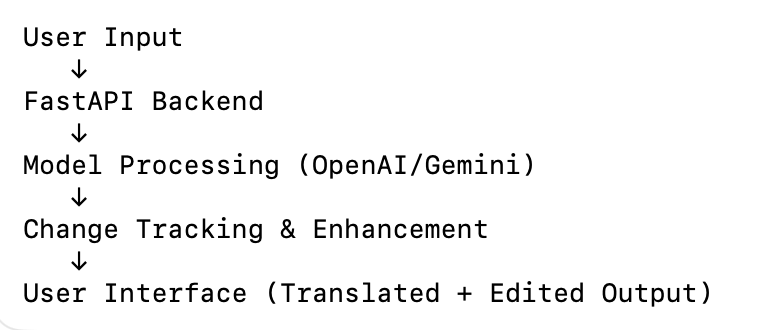 User Input
↓
FastAPI Backend
↓
Model Processing (OpenAI/Gemini)
↓
Change Tracking & Enhancement
↓
User Interface (Translated + Edited Output)